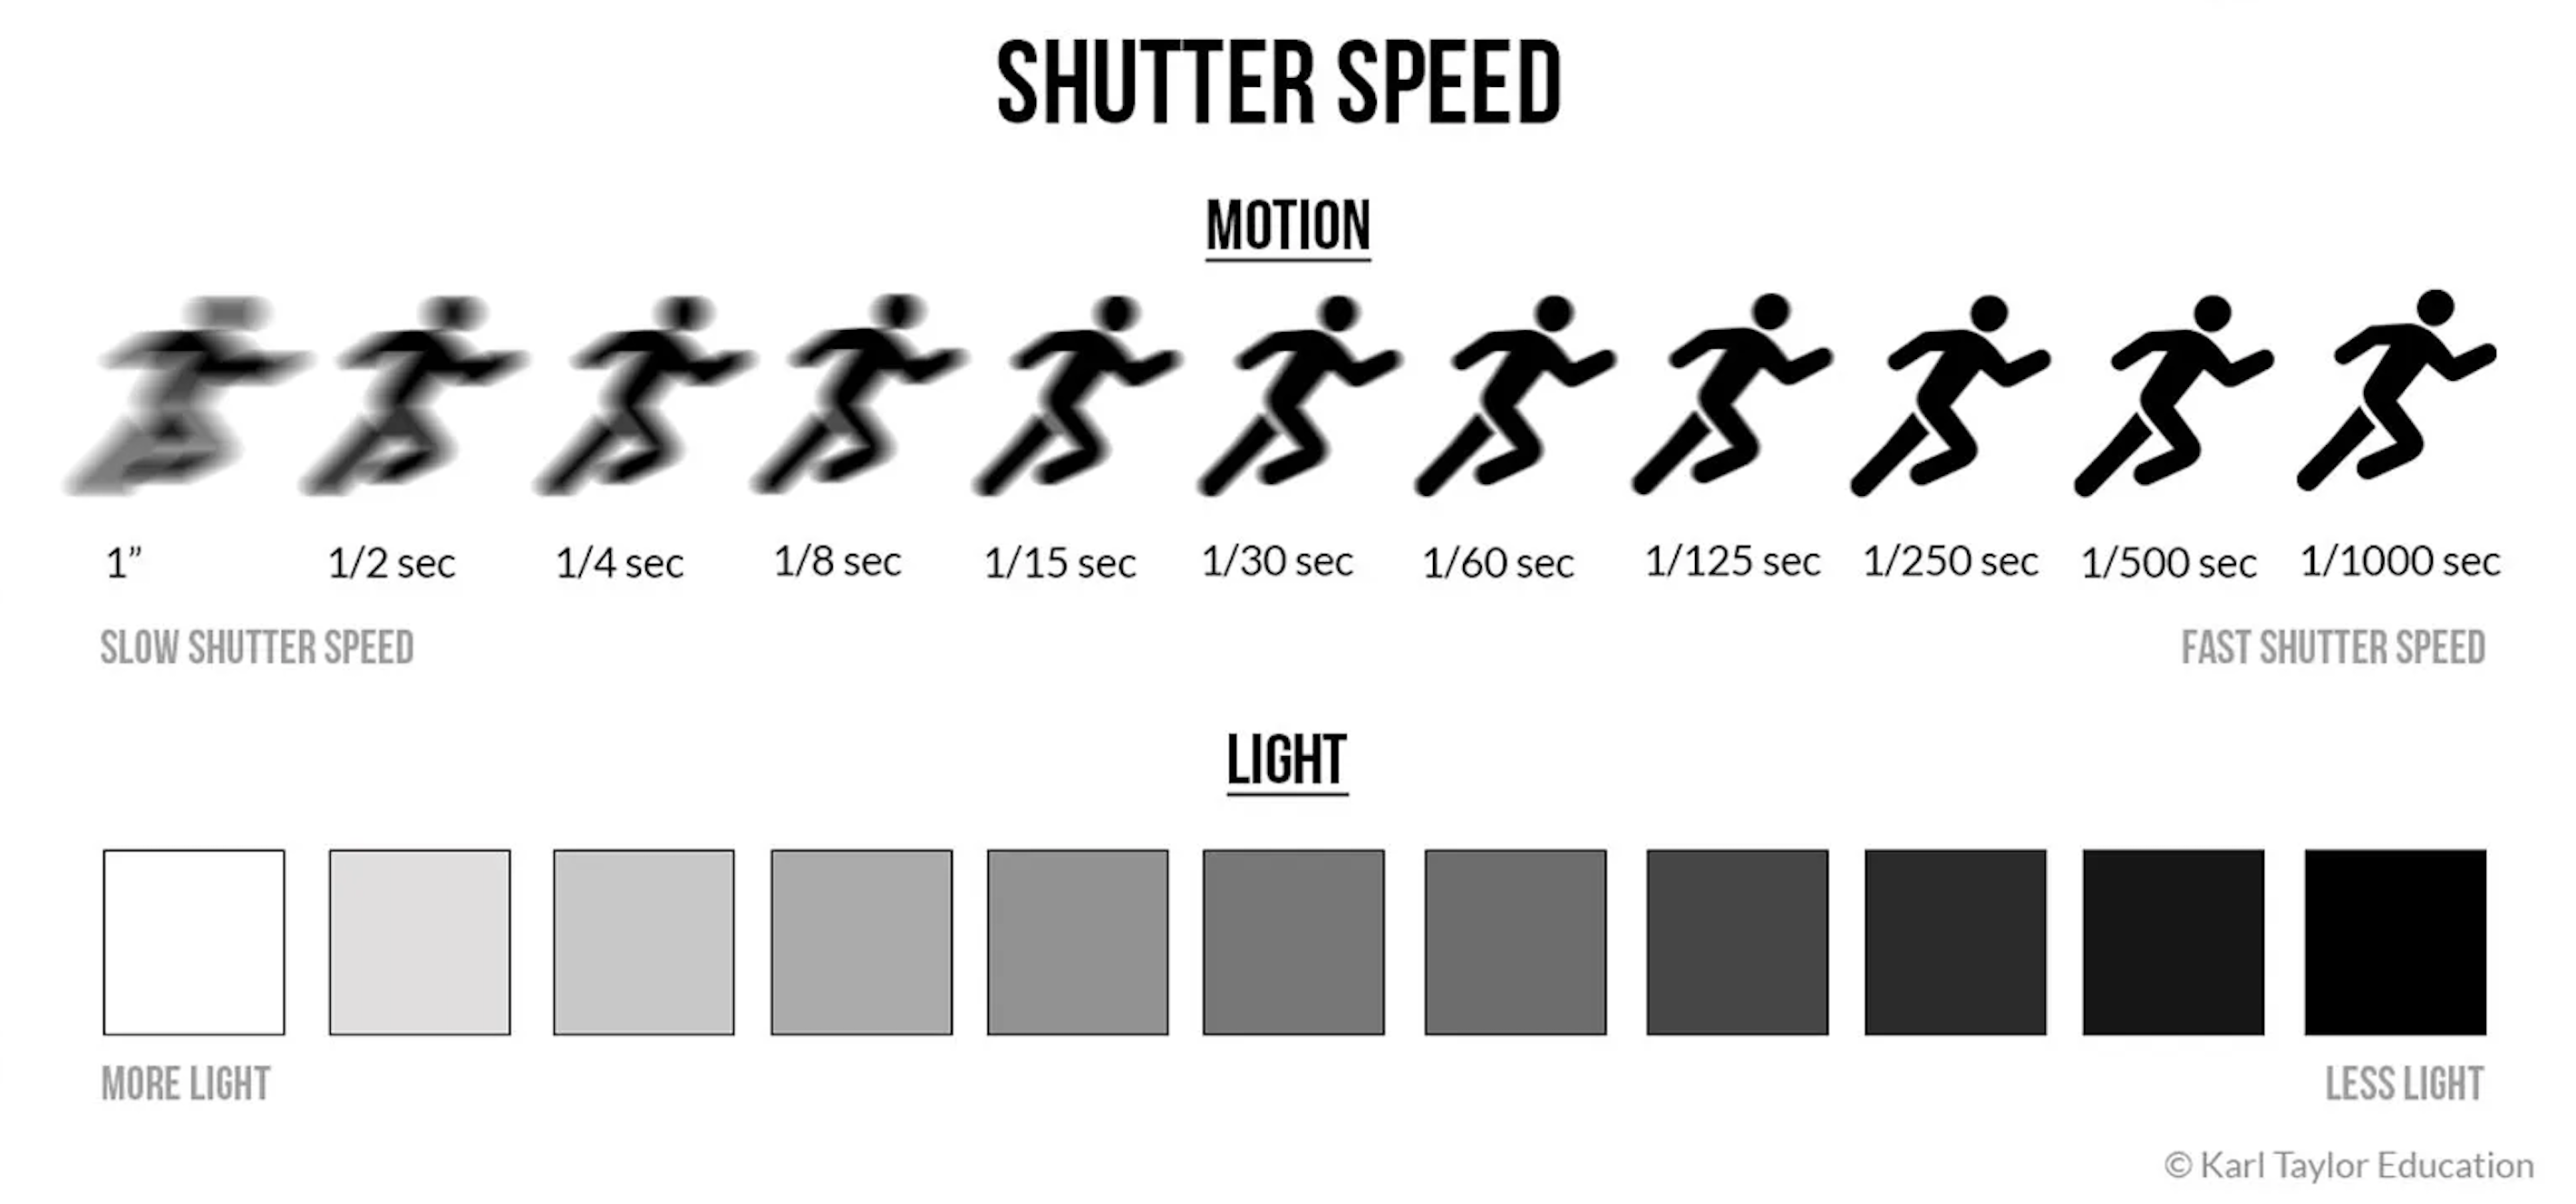 SHUTTER SPEED
MOTION
1” 1/2 sec 1/4 sec 1/8 sec 1/15 sec 1/30 sec 1/60 sec 1/125 sec 1/250 sec 1/500 sec 1/1000 sec
SLOW SHUTTER SPEED FAST SHUTTER SPEED
LIGHT
MORE LIGHT LESS LIGHT
© Karl Taylor Education